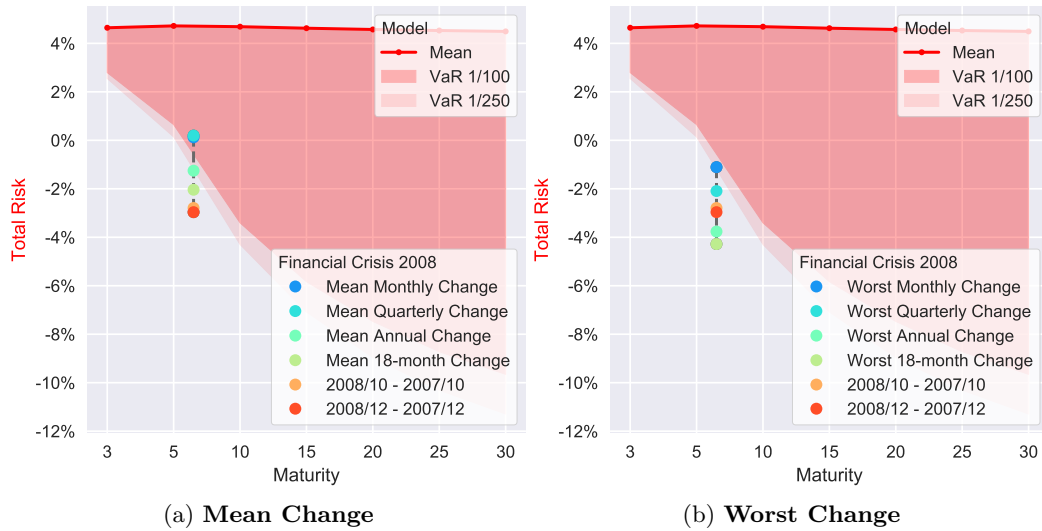 4%
2%
0%
-2%
-4%
-6%
-8%
-10%
-12%
Total Risk
3
5
10
15
20
25
30
Maturity
Model
Mean
VaR 1/100
VaR 1/250
Financial Crisis 2008
Mean Monthly Change
Mean Quarterly Change
Mean Annual Change
Mean 18-month Change
2008/10 - 2007/10
2008/12 - 2007/12
(a) Mean Change
4%
2%
0%
-2%
-4%
-6%
-8%
-10%
-12%
Total Risk
3
5
10
15
20
25
30
Maturity
Model
Mean
VaR 1/100
VaR 1/250
Financial Crisis 2008
Worst Monthly Change
Worst Quarterly Change
Worst Annual Change
Worst 18-month Change
2008/10 - 2007/10
2008/12 - 2007/12
(b) Worst Change